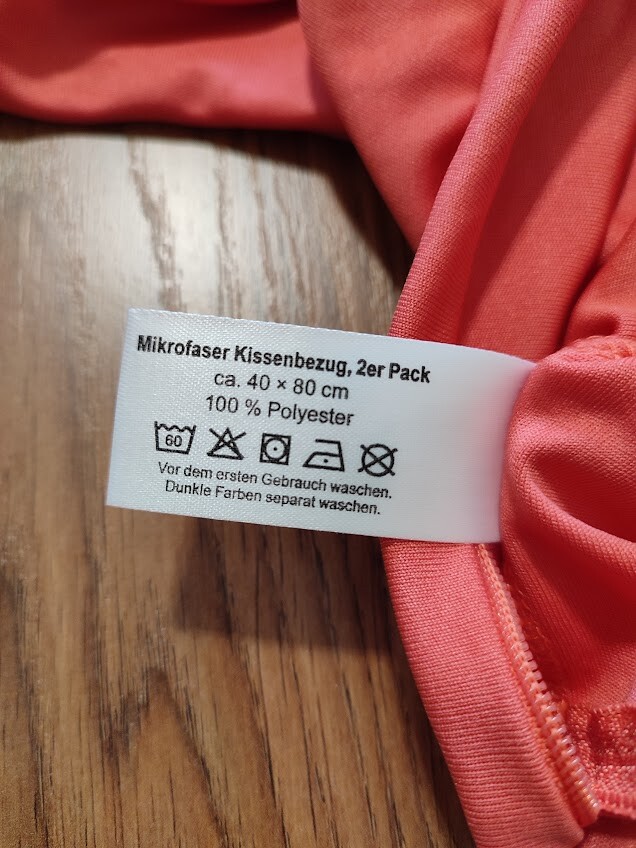 Mikrofaser Kissenbezug, 2er Pack
ca. 40 × 80 cm
100 % Polyester
60
Vor dem ersten Gebrauch waschen.
Dunkle Farben separat waschen.